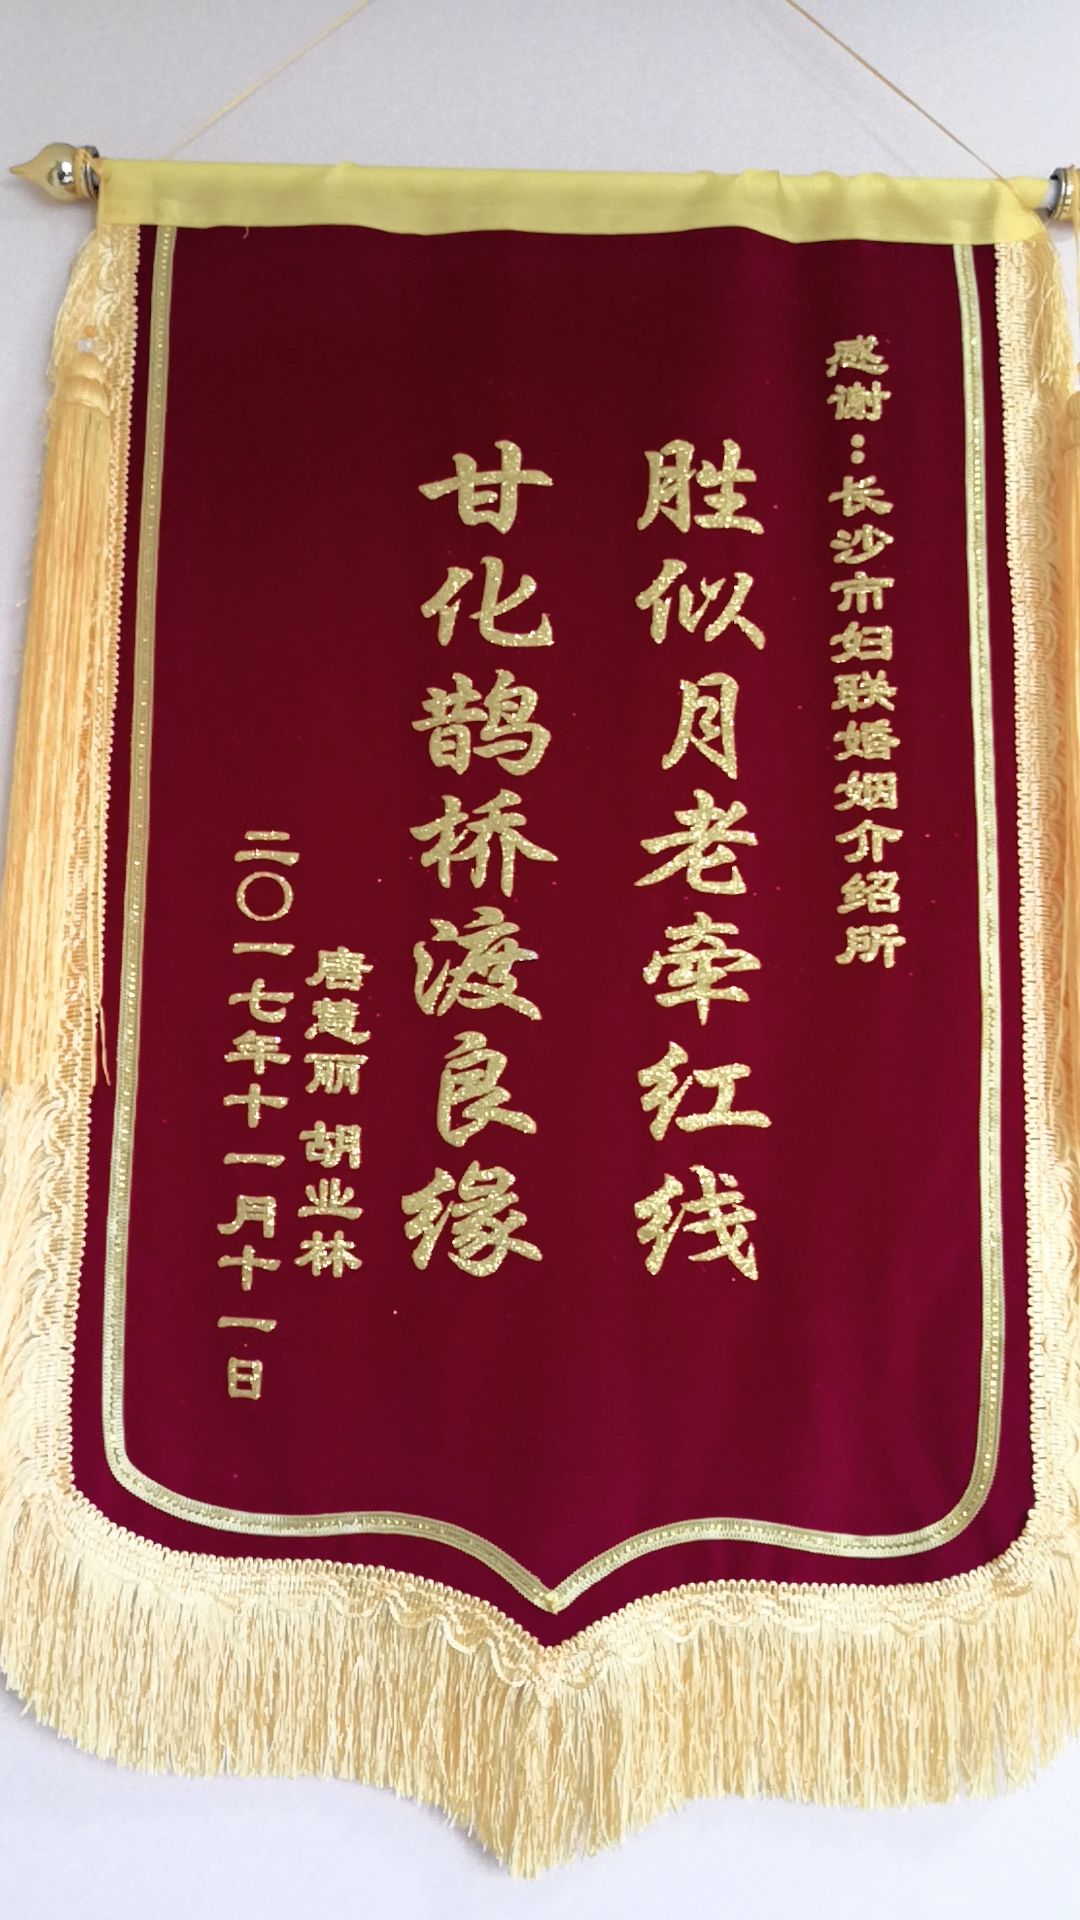 感谢：长沙市妇联婚姻介绍所
胜似月老牵红线
甘化鹊桥渡良缘
唐慧丽 胡业林
二〇一七年十一月十一日